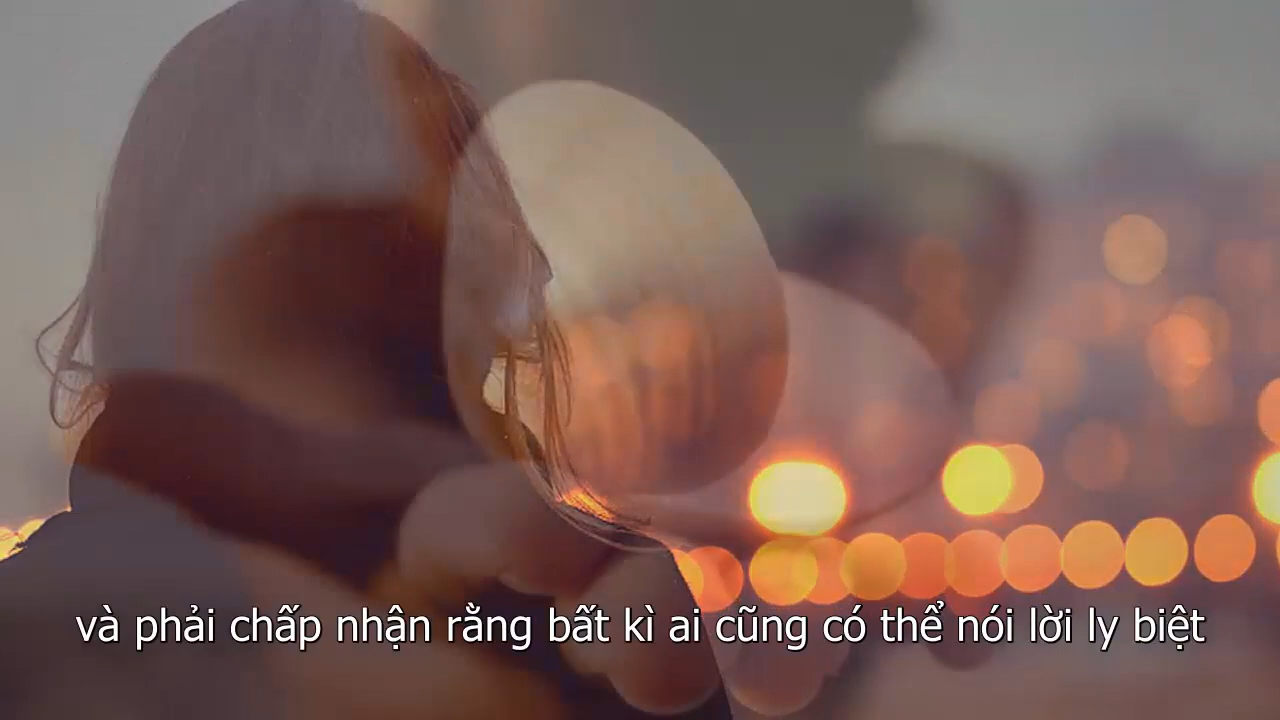 và phải chấp nhận rằng bất kì ai cũng có thể nói lời ly biệt